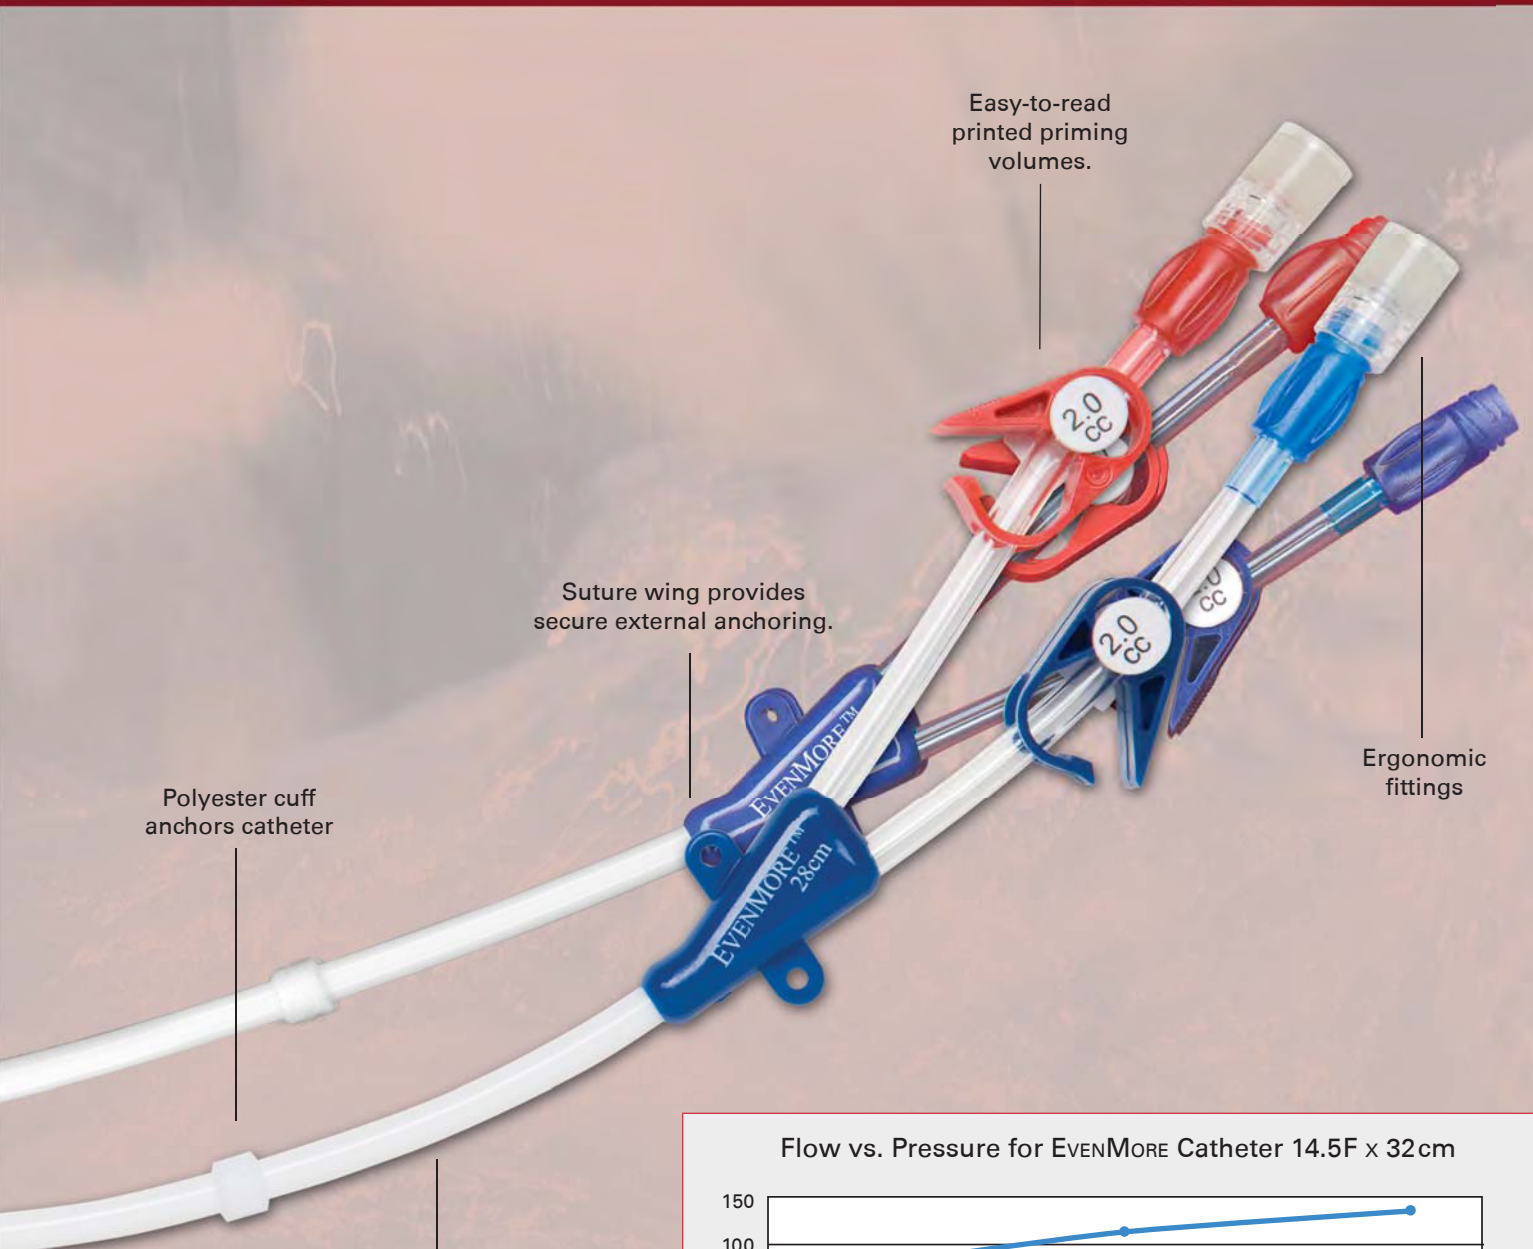 Easy-to-read
printed priming
volumes.
2.0
cc
Suture wing provides
secure external anchoring.
2.0
cc
cc
EVENMORE™
Ergonomic
fittings
Polyester cuff
anchors catheter
EVENMORE™
28cm
Flow vs. Pressure for EVENMORE Catheter 14.5F x 32cm
150
100